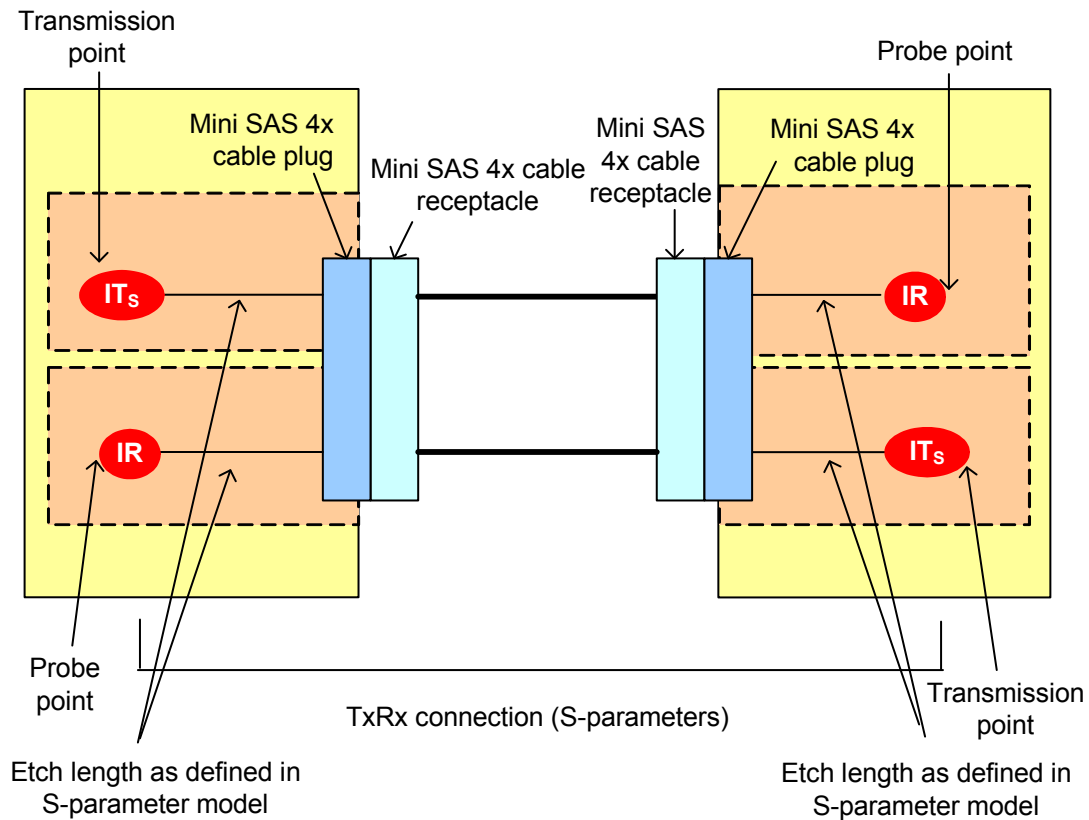 Transmission
point
Probe point
Mini SAS 4x
cable plug
Mini SAS 4x cable
receptacle
Mini SAS
4x cable
receptacle
Mini SAS 4x
cable plug
ITS
IR
IR
ITS
Probe
point
TxRx connection (S-parameters)
Transmission
point
Etch length as defined in
S-parameter model
Etch length as defined in
S-parameter model